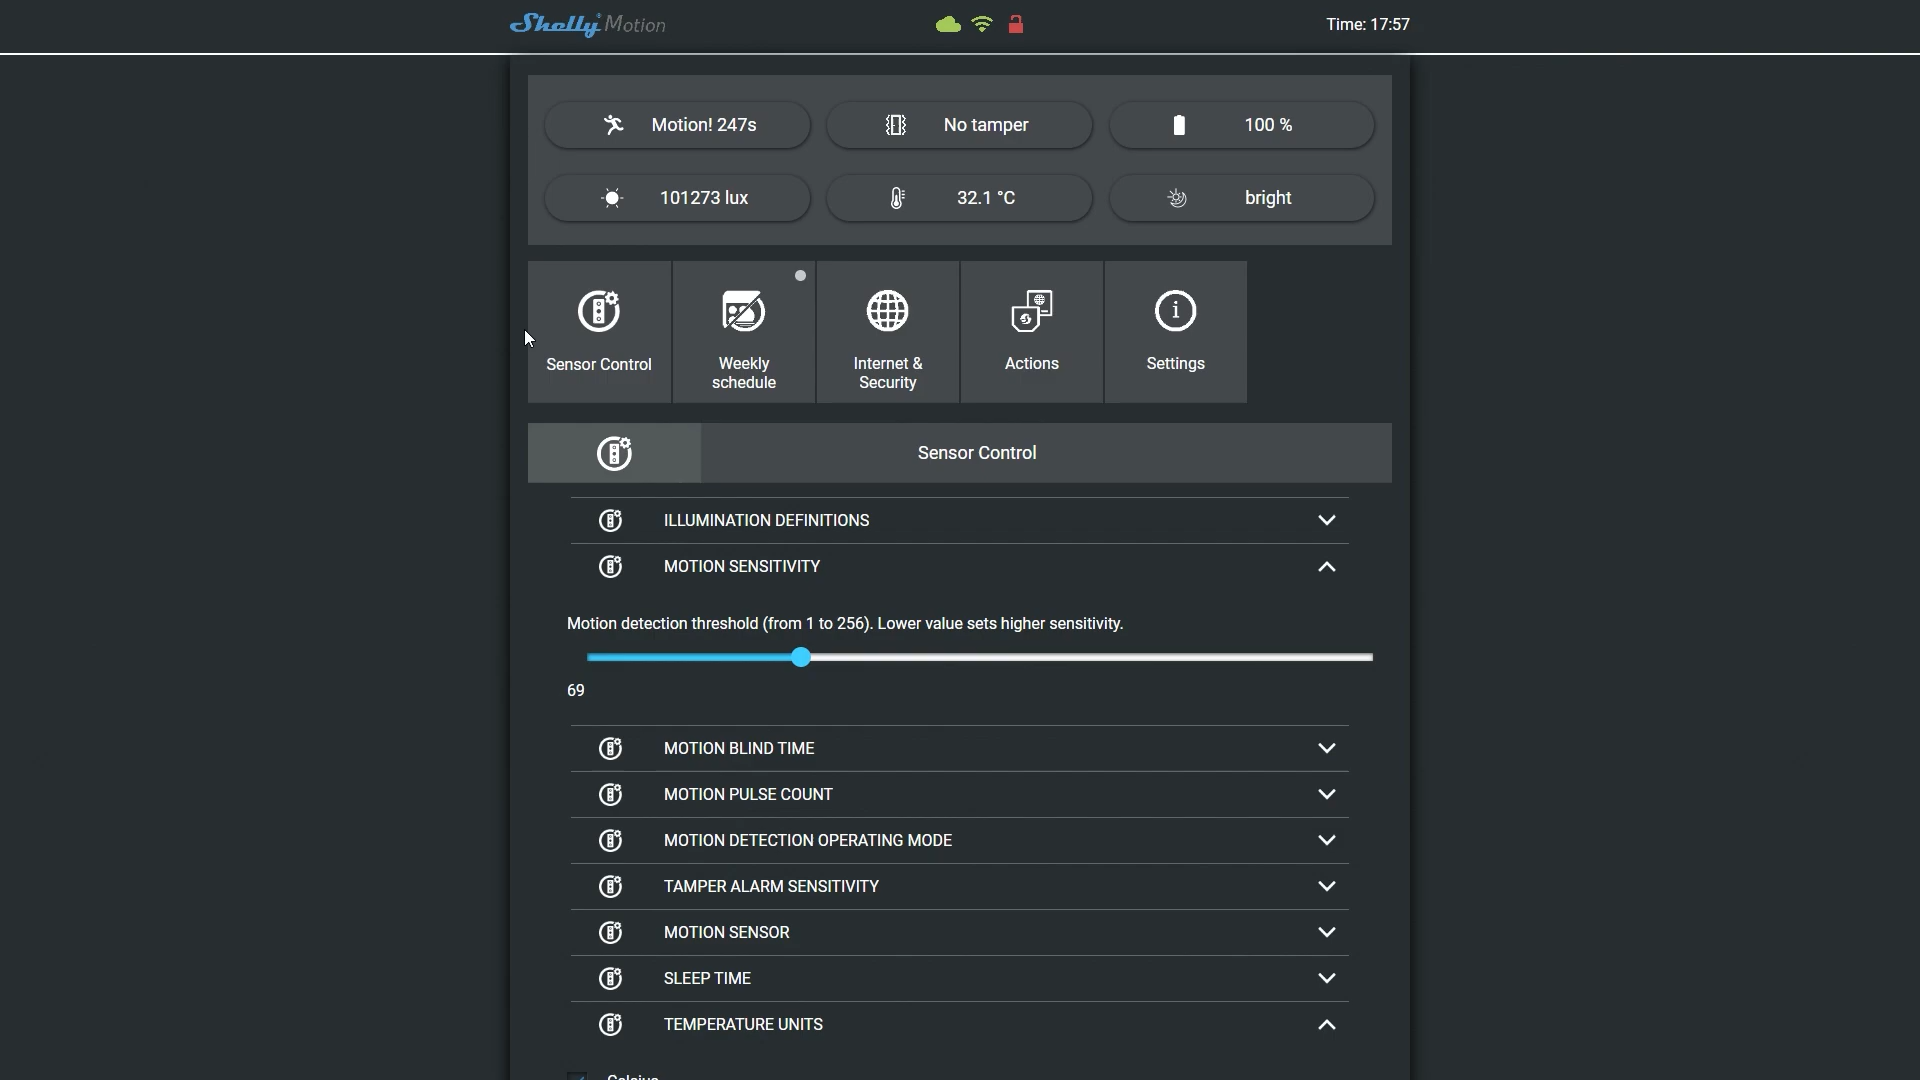 Shelly Motion
Time: 17:57
Motion! 247s
No tamper
100 %
101273 lux
32.1 °C
bright
Sensor Control
Weekly
schedule
Internet &
Security
Actions
Settings
Sensor Control
ILLUMINATION DEFINITIONS
MOTION SENSITIVITY
Motion detection threshold (from 1 to 256). Lower value sets higher sensitivity.
69
MOTION BLIND TIME
MOTION PULSE COUNT
MOTION DETECTION OPERATING MODE
TAMPER ALARM SENSITIVITY
MOTION SENSOR
SLEEP TIME
TEMPERATURE UNITS
Celsius